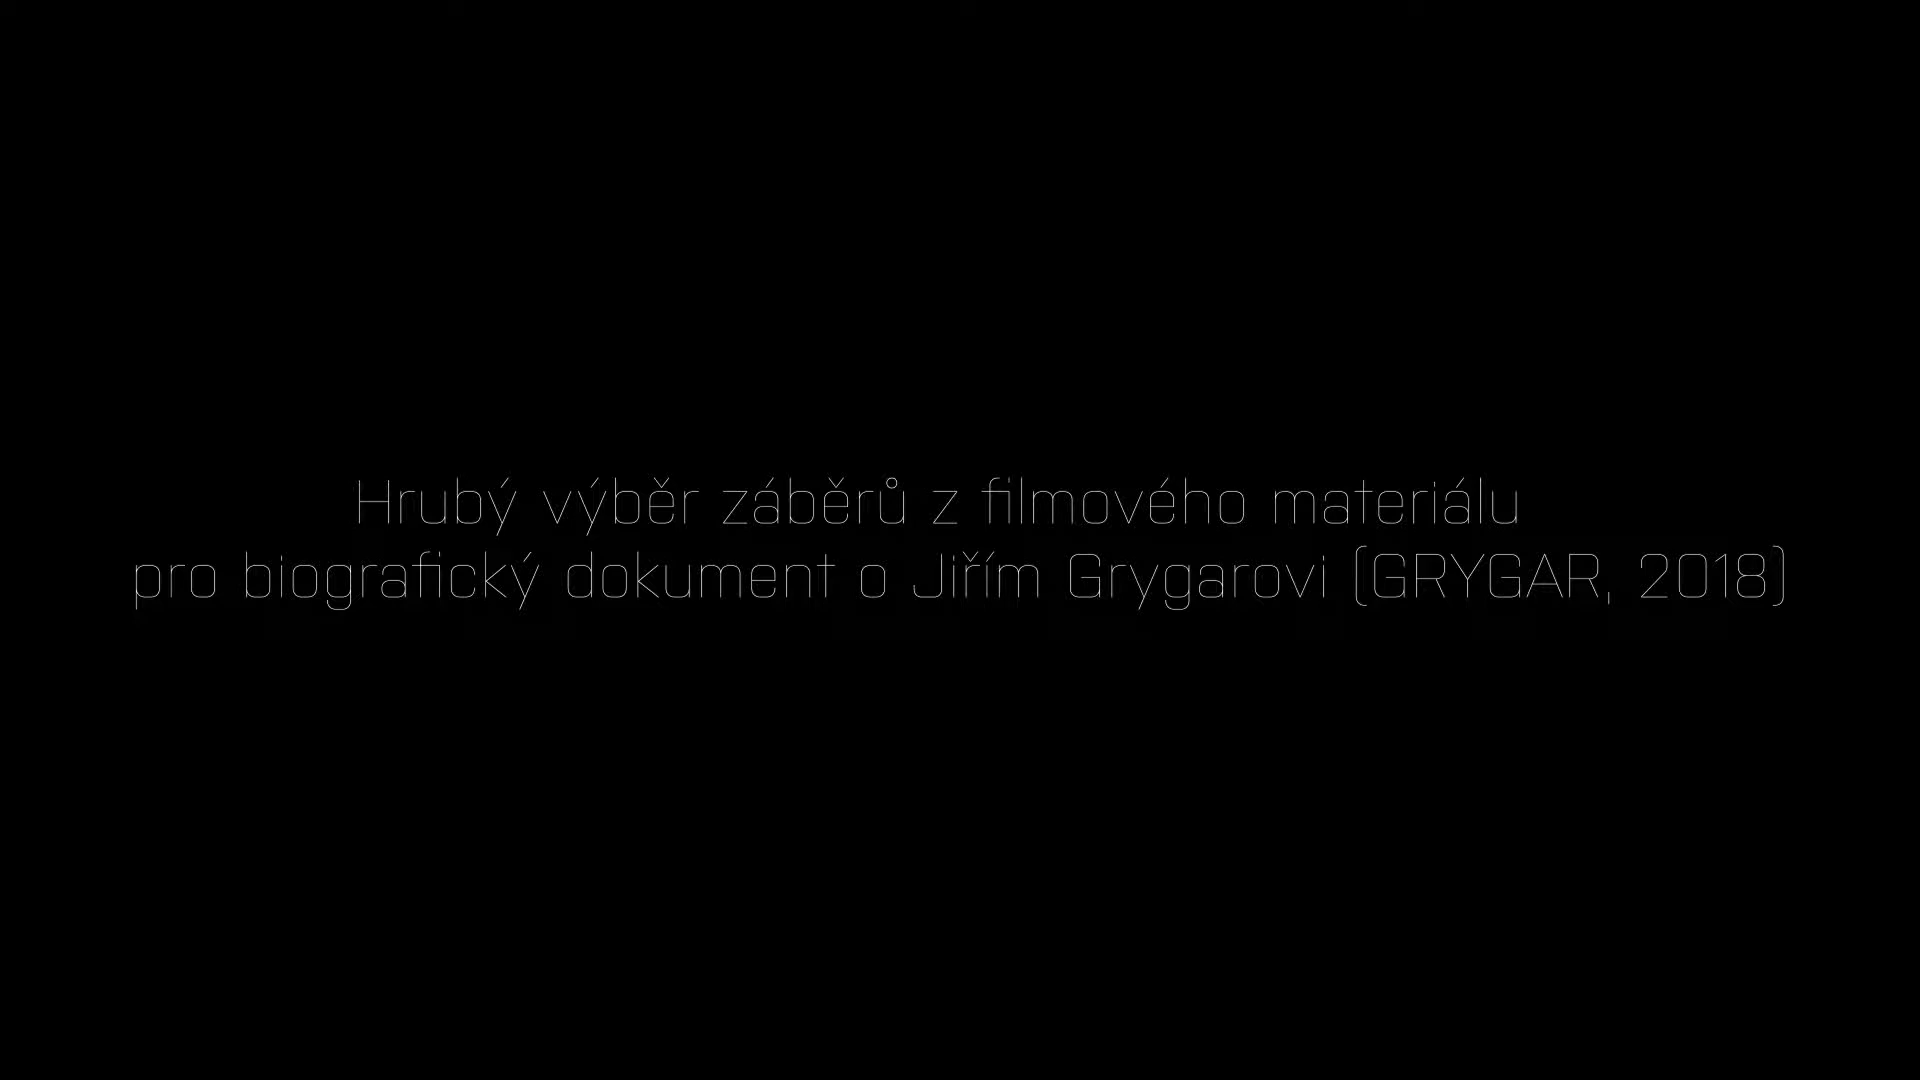 Hrubý výběr záběrů z filmového materiálu
pro biografický dokument o Jiřím Grygarovi (GRYGAR, 2018)